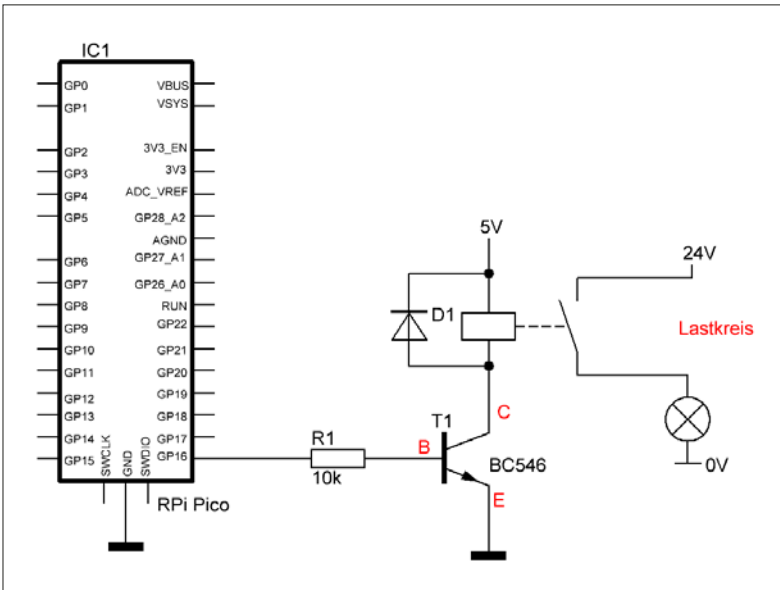 IC1
GP0
GP1
GP2
GP3
GP4
GP5
GP6
GP7
GP8
GP9
GP10
GP11
GP12
GP13
GP14
GP15
VBUS
VSYS
3V3_EN
3V3
ADC_VREF
GP28_A2
AGND
GP27_A1
GP26_A0
RUN
GP22
GP21
GP20
GP19
GP18
GP17
GP16
SWCLK
GND
SWDIO
RPi Pico
R1
10k
5V
D1
T1
B
C
E
BC546
24V
Lastkreis
0V